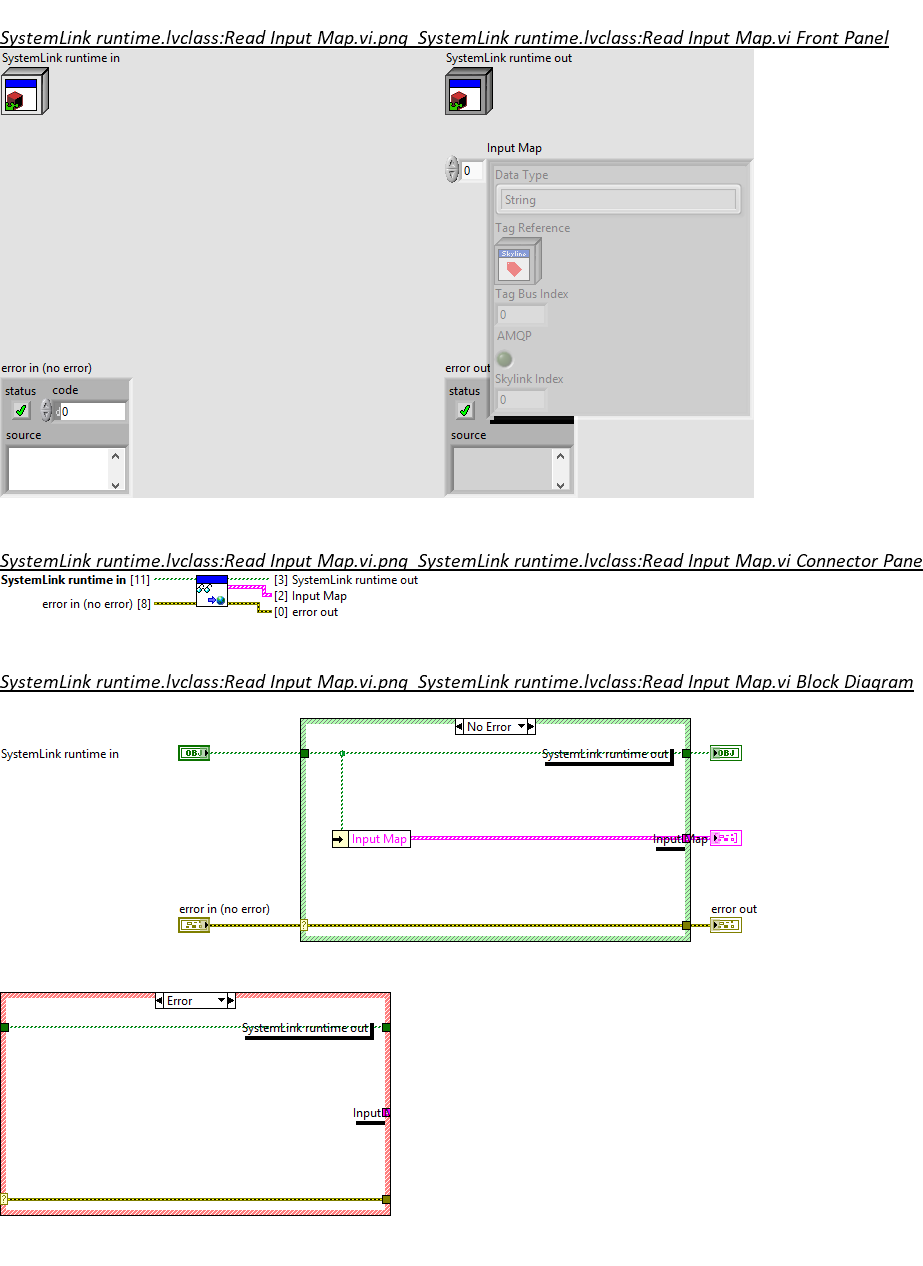 SystemLink runtime.lvclass:Read Input Map.vi.png SystemLink runtime.lvclass:Read Input Map.vi Front Panel
SystemLink runtime in
SystemLink runtime out
Input Map
0
Data Type
String
Tag Reference
Skyline
Tag Bus Index
0
AMQP
Skylink Index
0
error in (no error)
status code
d 0
source
error out
status
source
SystemLink runtime.lvclass:Read Input Map.vi.png SystemLink runtime.lvclass:Read Input Map.vi Connector Pane
SystemLink runtime in [11]
error in (no error) [8]
[3] SystemLink runtime out
[2] Input Map
[0] error out
SystemLink runtime.lvclass:Read Input Map.vi.png SystemLink runtime.lvclass:Read Input Map.vi Block Diagram
No Error
SystemLink runtime in
OBJ
SystemLink runtime out
OBJ
Input Map
Input Map
error in (no error)
?
error out
Error
SystemLink runtime out
Input
?